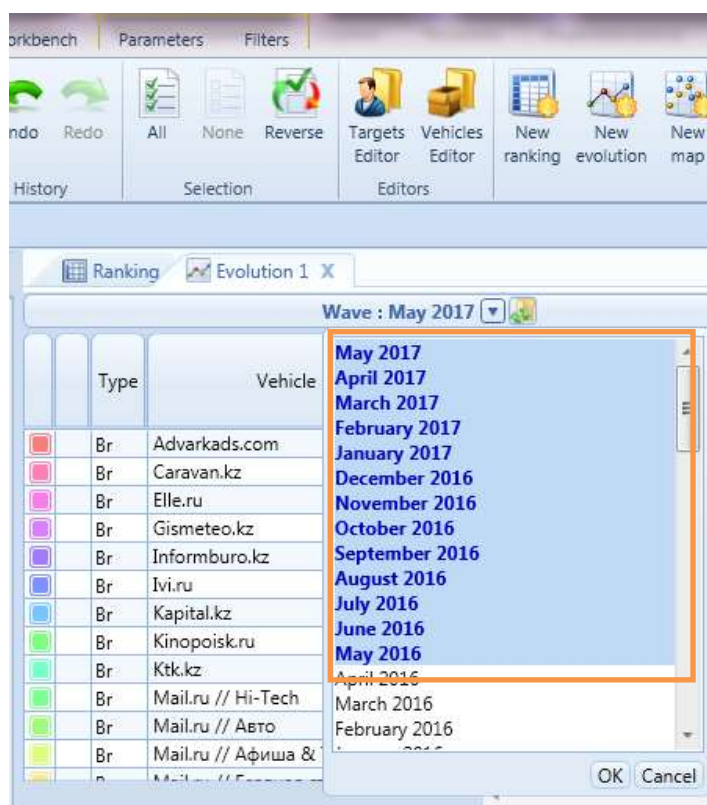 Parameters Filters
Redo All None Reverse Targets Editor Vehicles Editor New ranking New evolution New map
History Selection Editors
Ranking Evolution 1 X
Wave : May 2017
Type Vehicle
May 2017
April 2017
March 2017
February 2017
January 2017
December 2016
November 2016
October 2016
September 2016
August 2016
July 2016
June 2016
May 2016
April 2016
March 2016
February 2016
Br Advarkads.com
Br Caravan.kz
Br Elle.ru
Br Gismeteo.kz
Br Informburo.kz
Br Ivi.ru
Br Kapital.kz
Br Kinopoisk.ru
Br Ktk.kz
Br Mail.ru // Hi-Tech
Br Mail.ru // Авто
Br Mail.ru // Афиша &
OK Cancel